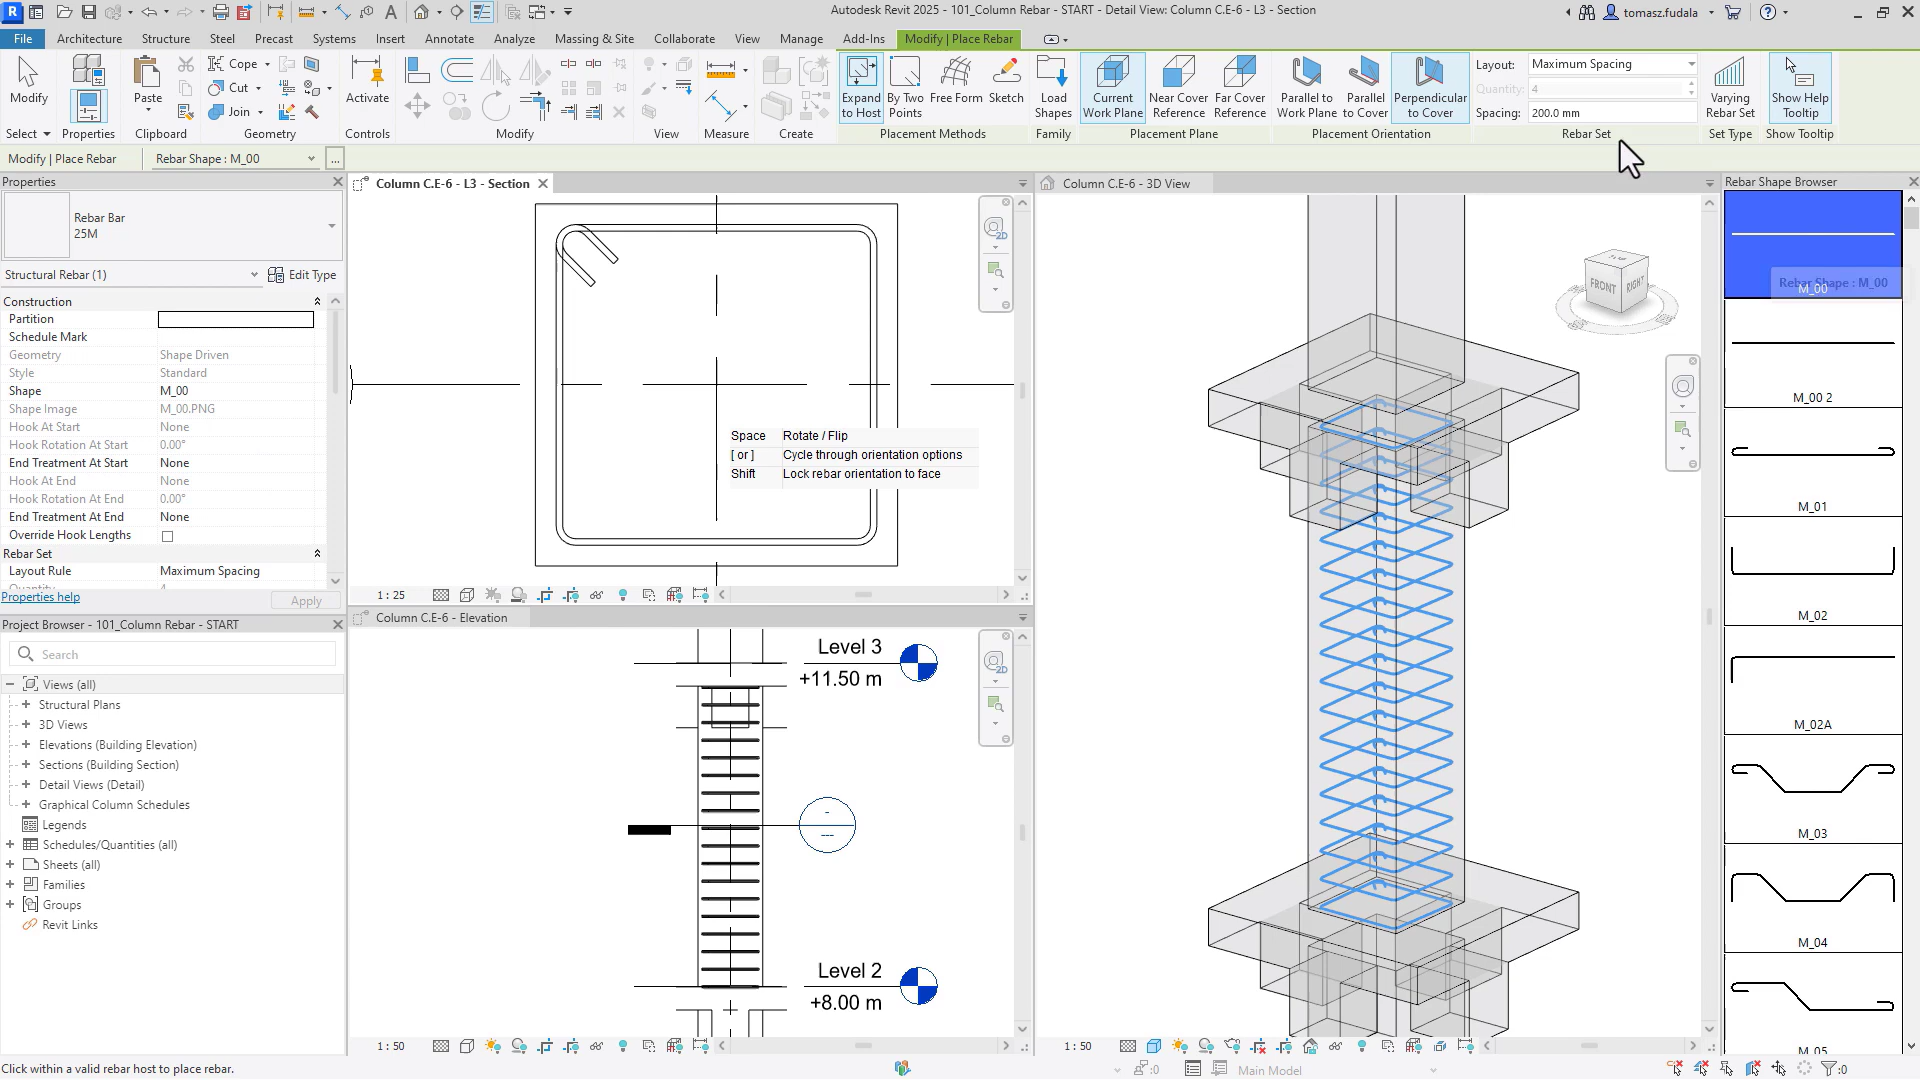 Autodesk Revit 2025 - 101_Column Rebar - START - Detail View: Column C.E-6 - L3 - Section
tomasz.fudala
File Architecture Structure Steel Precast Systems Insert Annotate Analyze Massing & Site Collaborate View Manage Add-Ins Modify | Place Rebar
Modify
Select
Properties
Paste
Clipboard
Cope
Cut
Join
Geometry
Activate
Controls
Modify
View
Measure
Create
Expand to Host
By Two Points
Free Form
Sketch
Placement Methods
Load Shapes
Family
Current Work Plane
Near Cover Reference
Far Cover Reference
Placement Plane
Parallel to Work Plane
Parallel to Cover
Perpendicular to Cover
Placement Orientation
Layout: Maximum Spacing
Quantity: 4
Spacing: 200.0 mm
Rebar Set
Varying Rebar Set
Set Type
Show Help Tooltip
Show Tooltip
Modify | Place Rebar
Rebar Shape : M_00
...
Properties
Rebar Bar
25M
Structural Rebar (1)
Edit Type
Construction
Partition
Schedule Mark
Geometry Shape Driven
Style Standard
Shape M_00
Shape Image M_00.PNG
Hook At Start None
Hook Rotation At Start 0.00°
End Treatment At Start None
Hook At End None
Hook Rotation At End 0.00°
End Treatment At End None
Override Hook Lengths
Rebar Set
Layout Rule Maximum Spacing
Quantity 4
Properties help
Apply
Project Browser - 101_Column Rebar - START
Search
Views (all)
Structural Plans
3D Views
Elevations (Building Elevation)
Sections (Building Section)
Detail Views (Detail)
Graphical Column Schedules
Legends
Schedules/Quantities (all)
Sheets (all)
Families
Groups
Revit Links
Column C.E-6 - L3 - Section
2D
Space Rotate / Flip
[ or ] Cycle through orientation options
Shift Lock rebar orientation to face
1 : 25
Column C.E-6 - Elevation
2D
Level 3
+11.50 m
-
---
Level 2
+8.00 m
1 : 50
Column C.E-6 - 3D View
TOP
FRONT
RIGHT
1 : 50
Rebar Shape Browser
Rebar Shape : M_00
M_00
M_00 2
M_01
M_02
M_02A
M_03
M_04
M_05
Click within a valid rebar host to place rebar.
:0
Main Model
:0